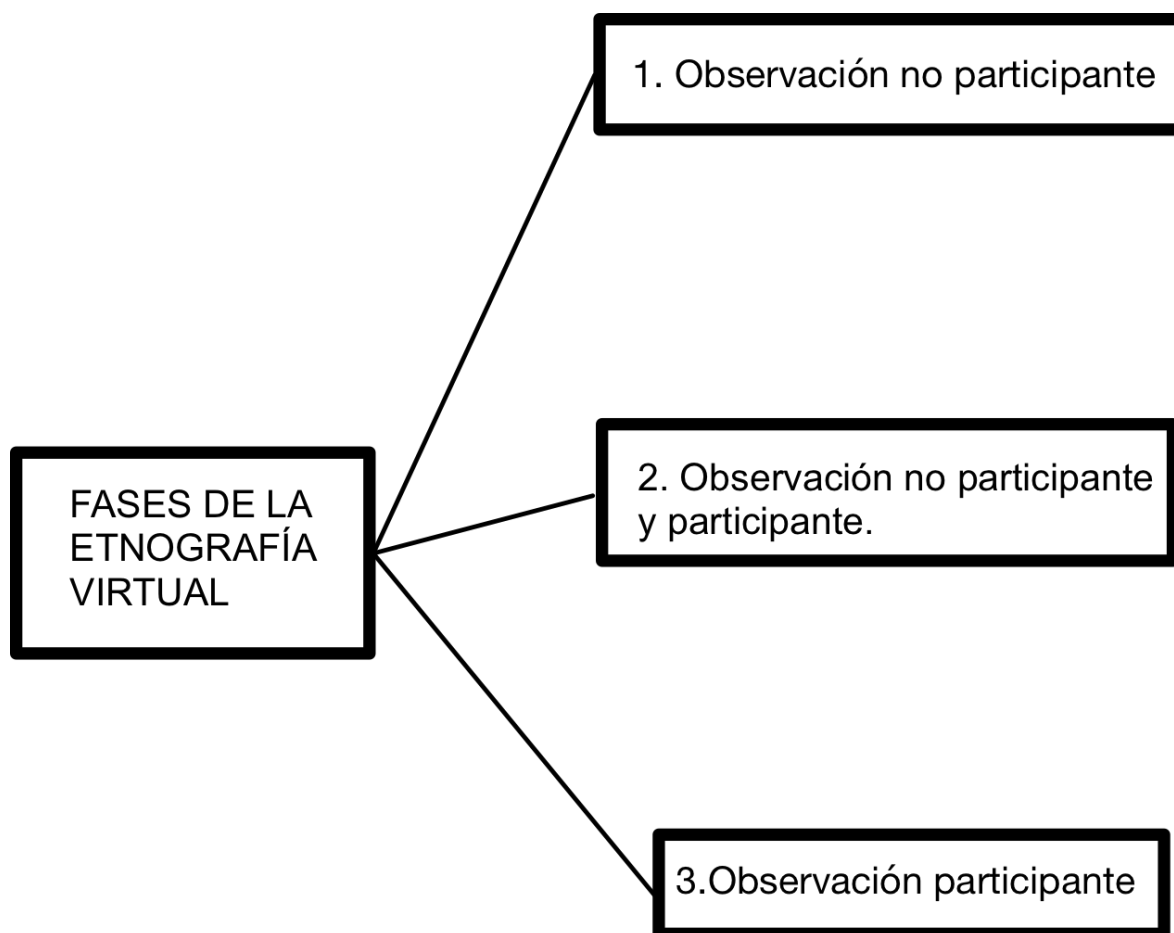 1. Observación no participante
FASES DE LA
ETNOGRAFÍA
VIRTUAL
2. Observación no participante
y participante.
3.Observación participante